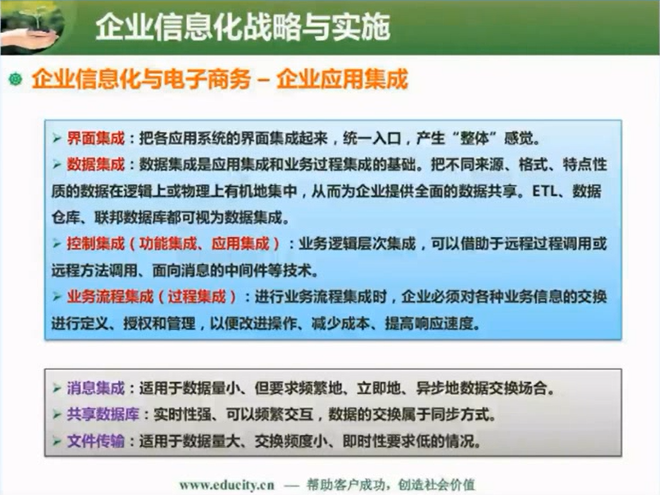 企业信息化战略与实施
企业信息化与电子商务 – 企业应用集成
➢ 界面集成：把各应用系统的界面集成起来，统一入口，产生“整体”感觉。
➢ 数据集成：数据集成是应用集成和业务过程集成的基础。把不同来源、格式、特点性
质的数据在逻辑上或物理上有机地集中，从而为企业提供全面的数据共享。ETL、数据
仓库、联邦数据库都可视为数据集成。
➢ 控制集成（功能集成、应用集成）：业务逻辑层次集成，可以借助于远程过程调用或
远程方法调用、面向消息的中间件等技术。
➢ 业务流程集成（过程集成）：进行业务流程集成时，企业必须对各种业务信息的交换
进行定义、授权和管理，以便改进操作、减少成本、提高响应速度。
➢ 消息集成：适用于数据量小、但要求频繁地、立即地、异步地数据交换场合。
➢ 共享数据库：实时性强、可以频繁交互，数据的交换属于同步方式。
➢ 文件传输：适用于数据量大、交换频度小、即时性要求低的情况。
www.educity.cn — 帮助客户成功，创造社会价值